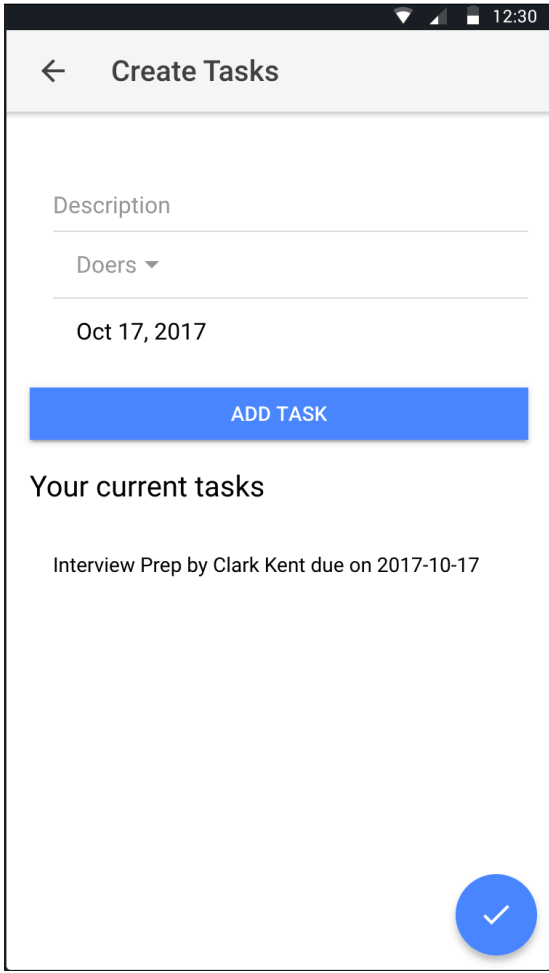 12:30
Create Tasks
Description
Doers
Oct 17, 2017
ADD TASK
Your current tasks
Interview Prep by Clark Kent due on 2017-10-17